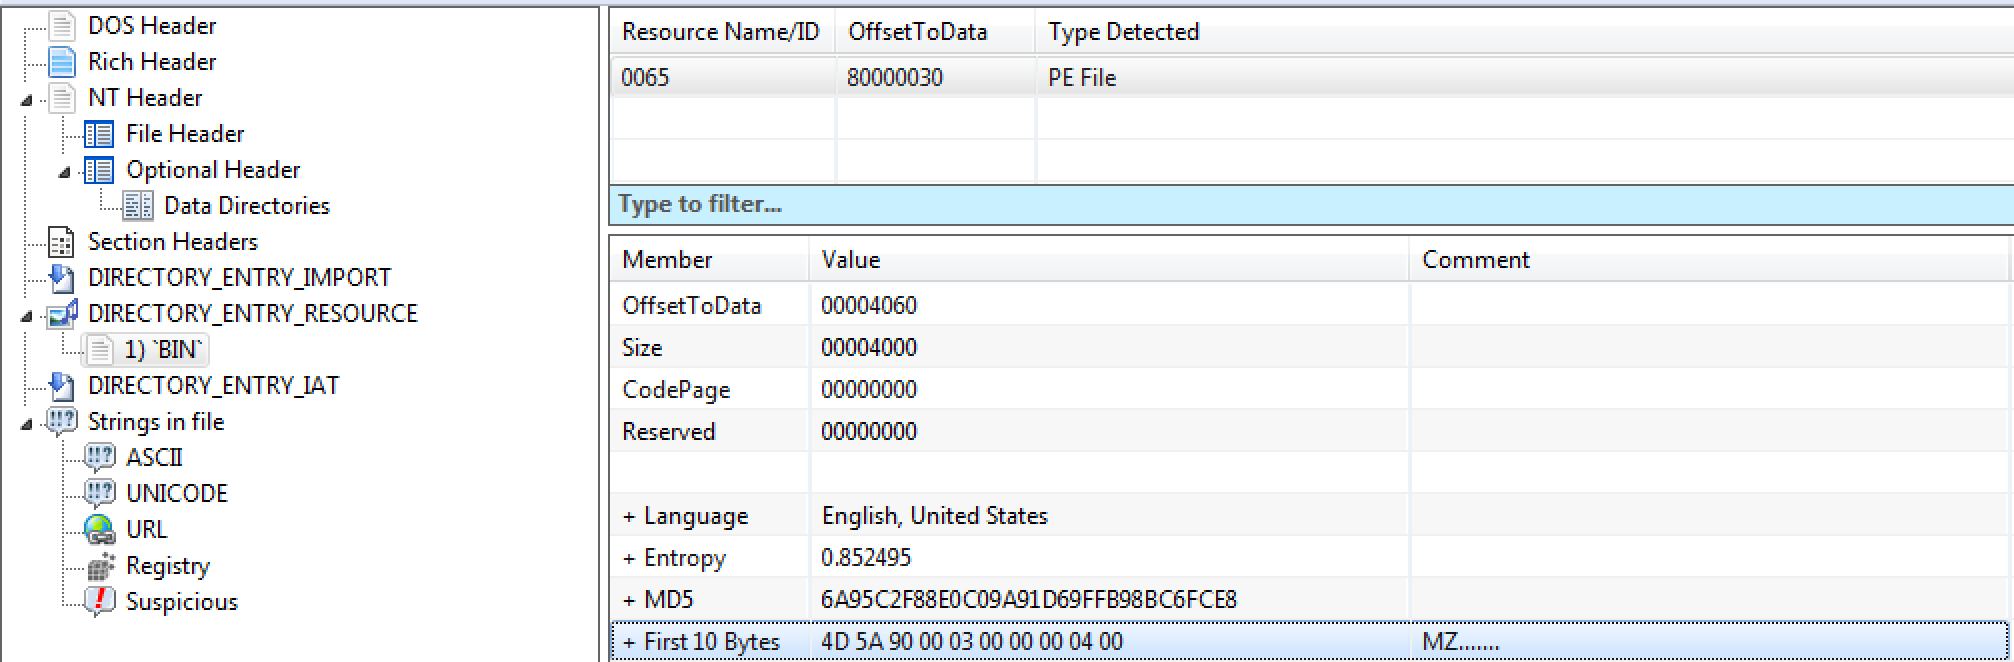 DOS Header
Rich Header
NT Header
File Header
Optional Header
Data Directories
Section Headers
DIRECTORY_ENTRY_IMPORT
DIRECTORY_ENTRY_RESOURCE
1) `BIN`
DIRECTORY_ENTRY_IAT
Strings in file
ASCII
UNICODE
URL
Registry
Suspicious
Resource Name/ID OffsetToData Type Detected
0065 80000030 PE File
Type to filter...
Member Value Comment
OffsetToData 00004060
Size 00004000
CodePage 00000000
Reserved 00000000
+ Language English, United States
+ Entropy 0.852495
+ MD5 6A95C2F88E0C09A91D69FFB98BC6FCE8
+ First 10 Bytes 4D 5A 90 00 03 00 00 00 04 00 MZ.......